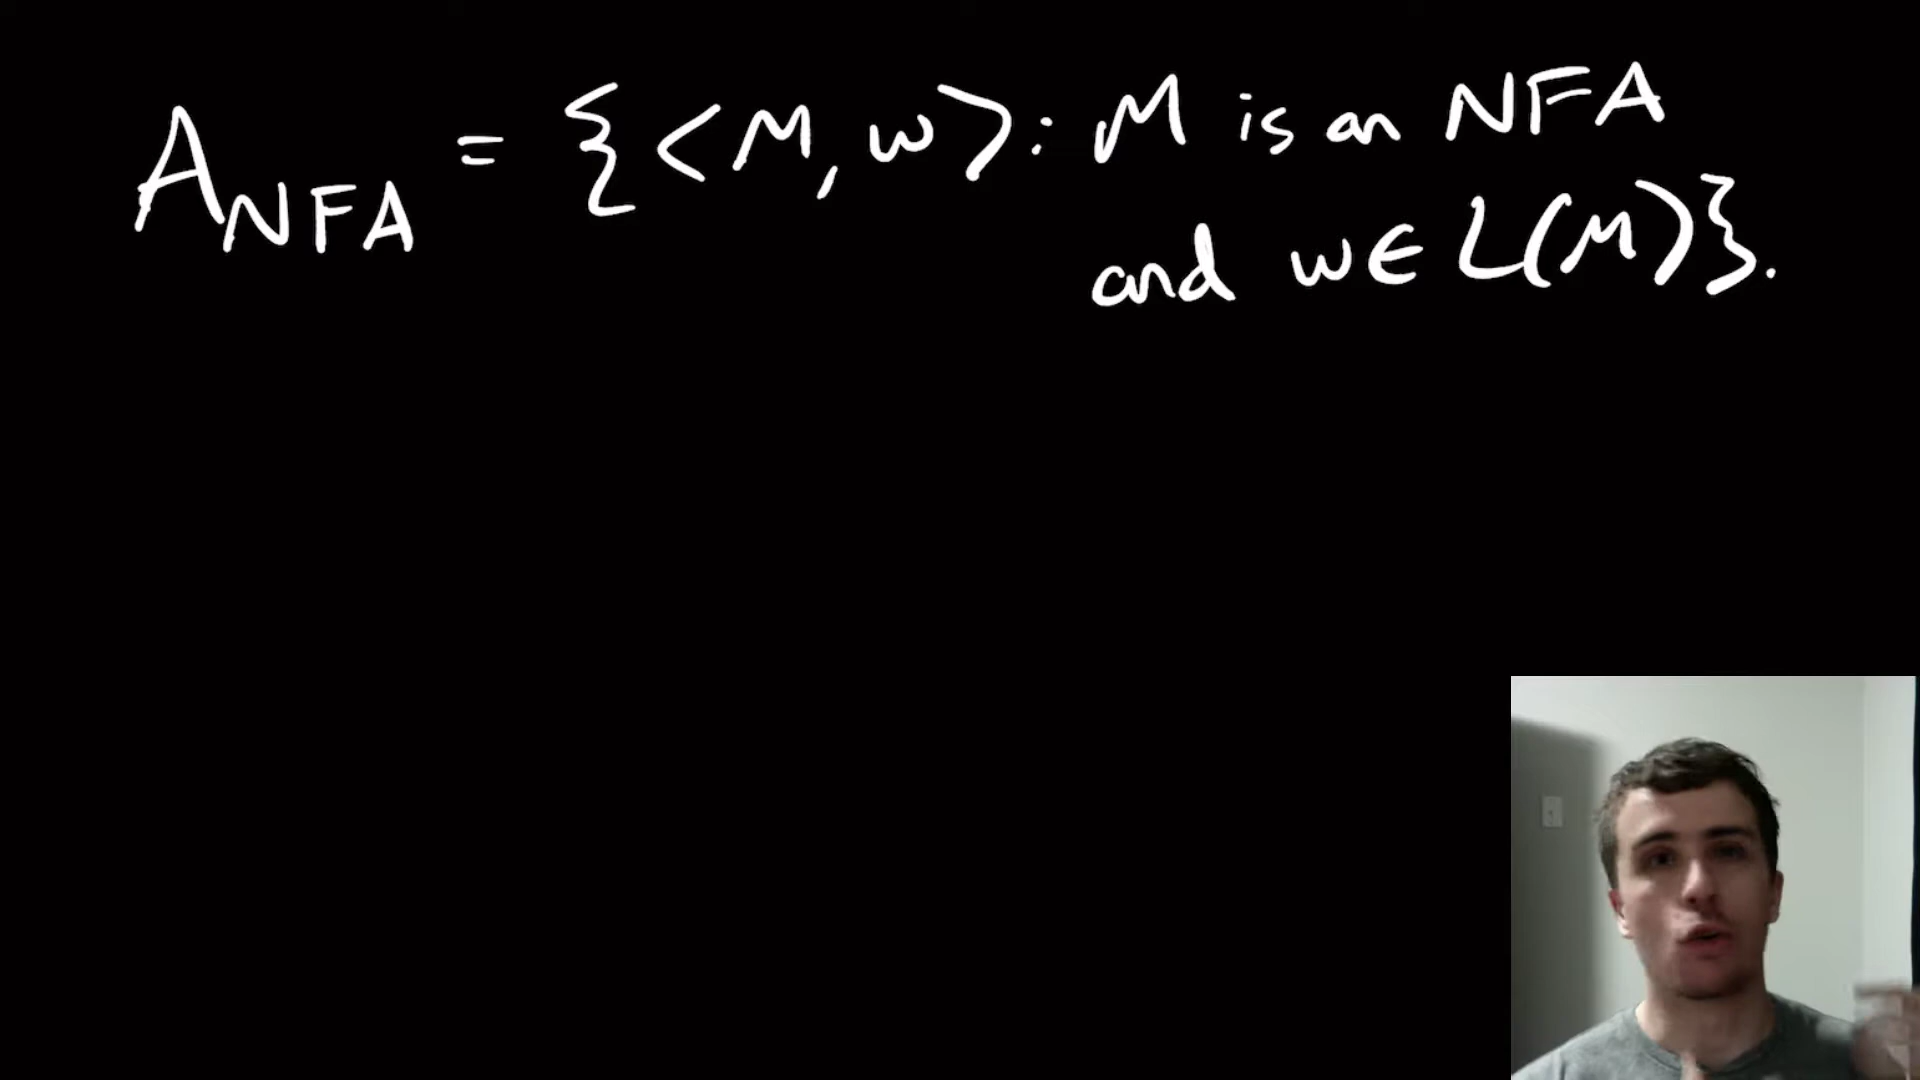 A_NFA = {<M, w>: M is an NFA
and w ∈ L(M)}.